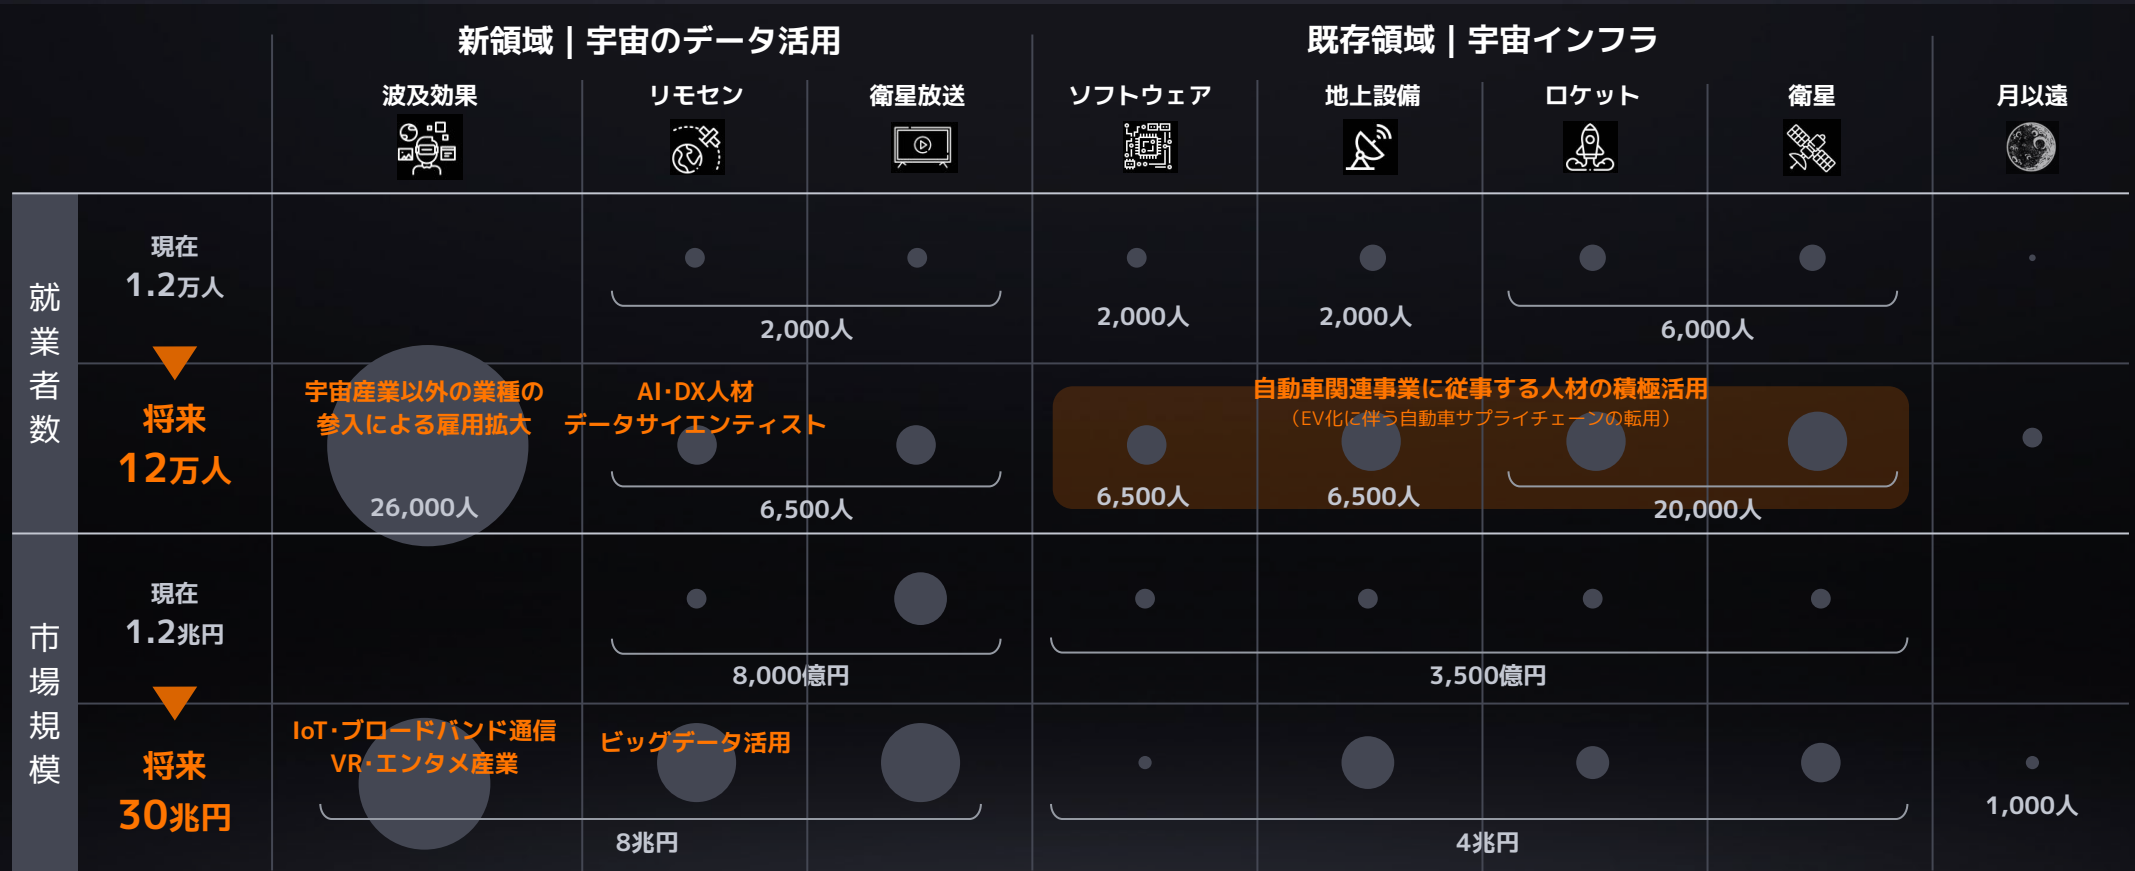 新領域 | 宇宙のデータ活用
既存領域 | 宇宙インフラ
波及効果
リモセン
衛星放送
ソフトウェア
地上設備
ロケット
衛星
月以遠
就業者数
現在
1.2万人
2,000人
2,000人
2,000人
6,000人
将来
12万人
宇宙産業以外の業種の
参入による雇用拡大
26,000人
AI·DX人材
データサイエンティスト
6,500人
自動車関連事業に従事する人材の積極活用
（EV化に伴う自動車サプライチェーンの転用）
6,500人
6,500人
20,000人
市場規模
現在
1.2兆円
8,000億円
3,500億円
将来
30兆円
IoT·ブロードバンド通信
VR·エンタメ産業
ビッグデータ活用
8兆円
4兆円
1,000人